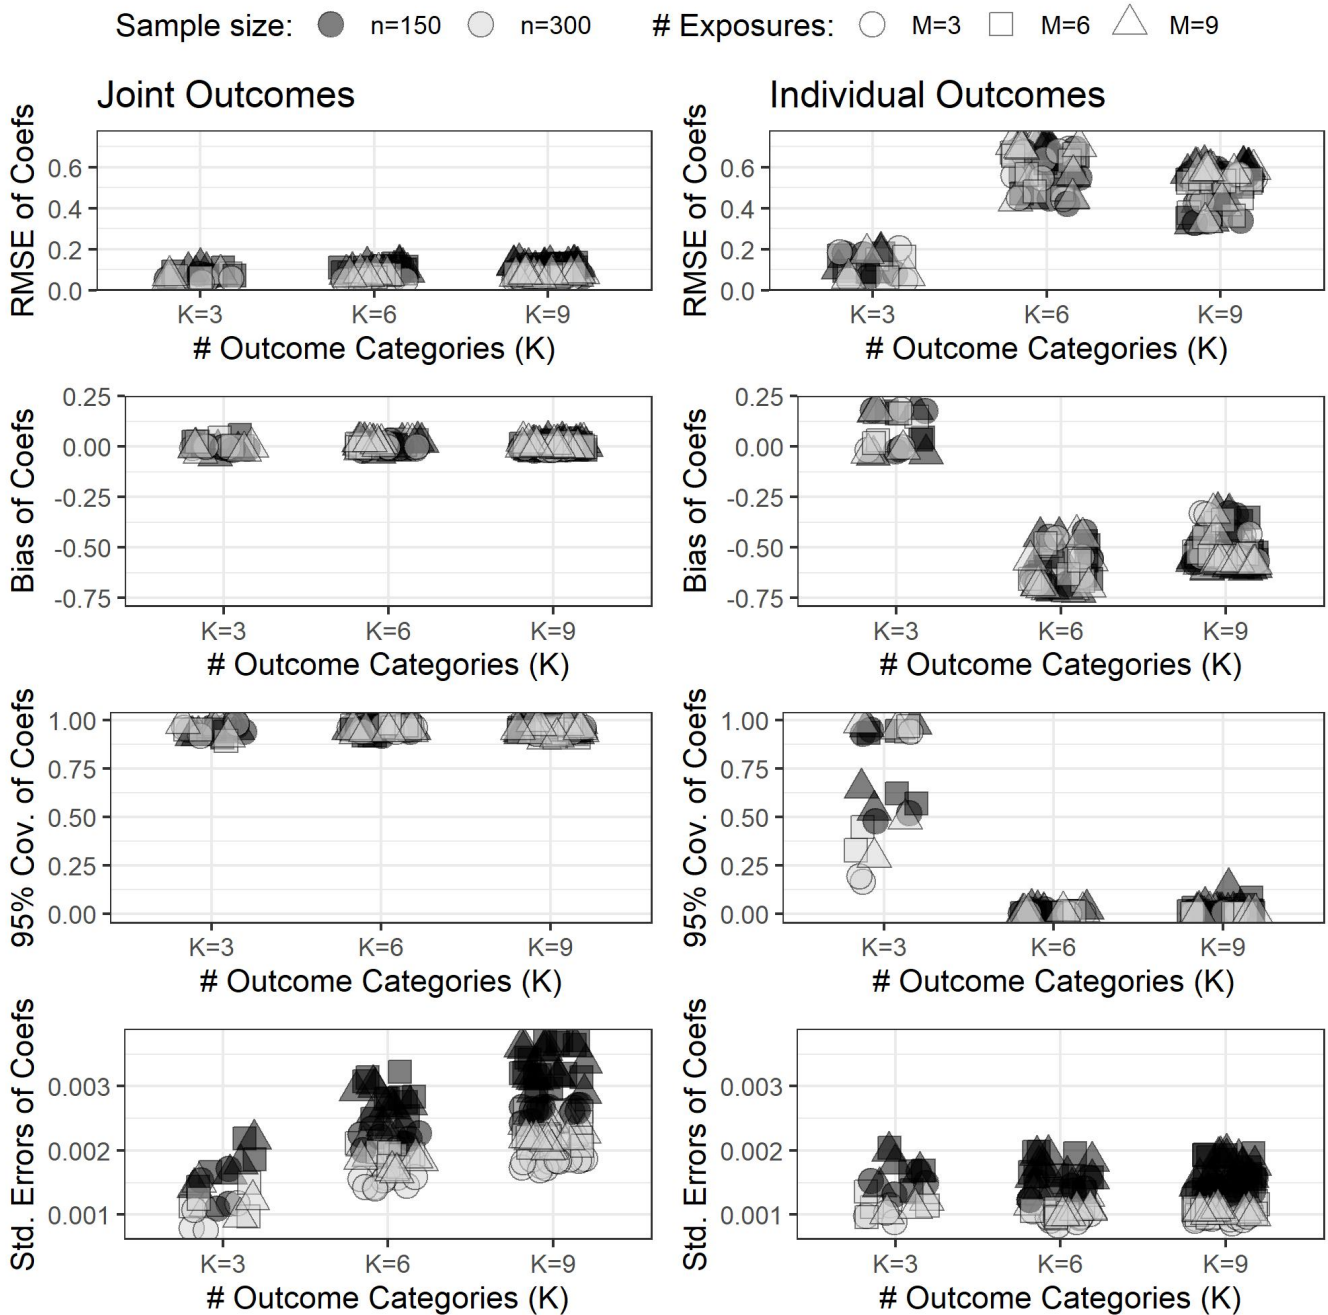 Sample size: n=150 n=300 # Exposures: M=3 M=6 M=9
Joint Outcomes
RMSE of Coefs
0.6
0.4
0.2
0.0
K=3 K=6 K=9
# Outcome Categories (K)
Individual Outcomes
RMSE of Coefs
0.6
0.4
0.2
0.0
K=3 K=6 K=9
# Outcome Categories (K)
Bias of Coefs
0.25
0.00
-0.25
-0.50
-0.75
K=3 K=6 K=9
# Outcome Categories (K)
Bias of Coefs
0.25
0.00
-0.25
-0.50
-0.75
K=3 K=6 K=9
# Outcome Categories (K)
95% Cov. of Coefs
1.00
0.75
0.50
0.25
0.00
K=3 K=6 K=9
# Outcome Categories (K)
95% Cov. of Coefs
1.00
0.75
0.50
0.25
0.00
K=3 K=6 K=9
# Outcome Categories (K)
Std. Errors of Coefs
0.003
0.002
0.001
K=3 K=6 K=9
# Outcome Categories (K)
Std. Errors of Coefs
0.003
0.002
0.001
K=3 K=6 K=9
# Outcome Categories (K)